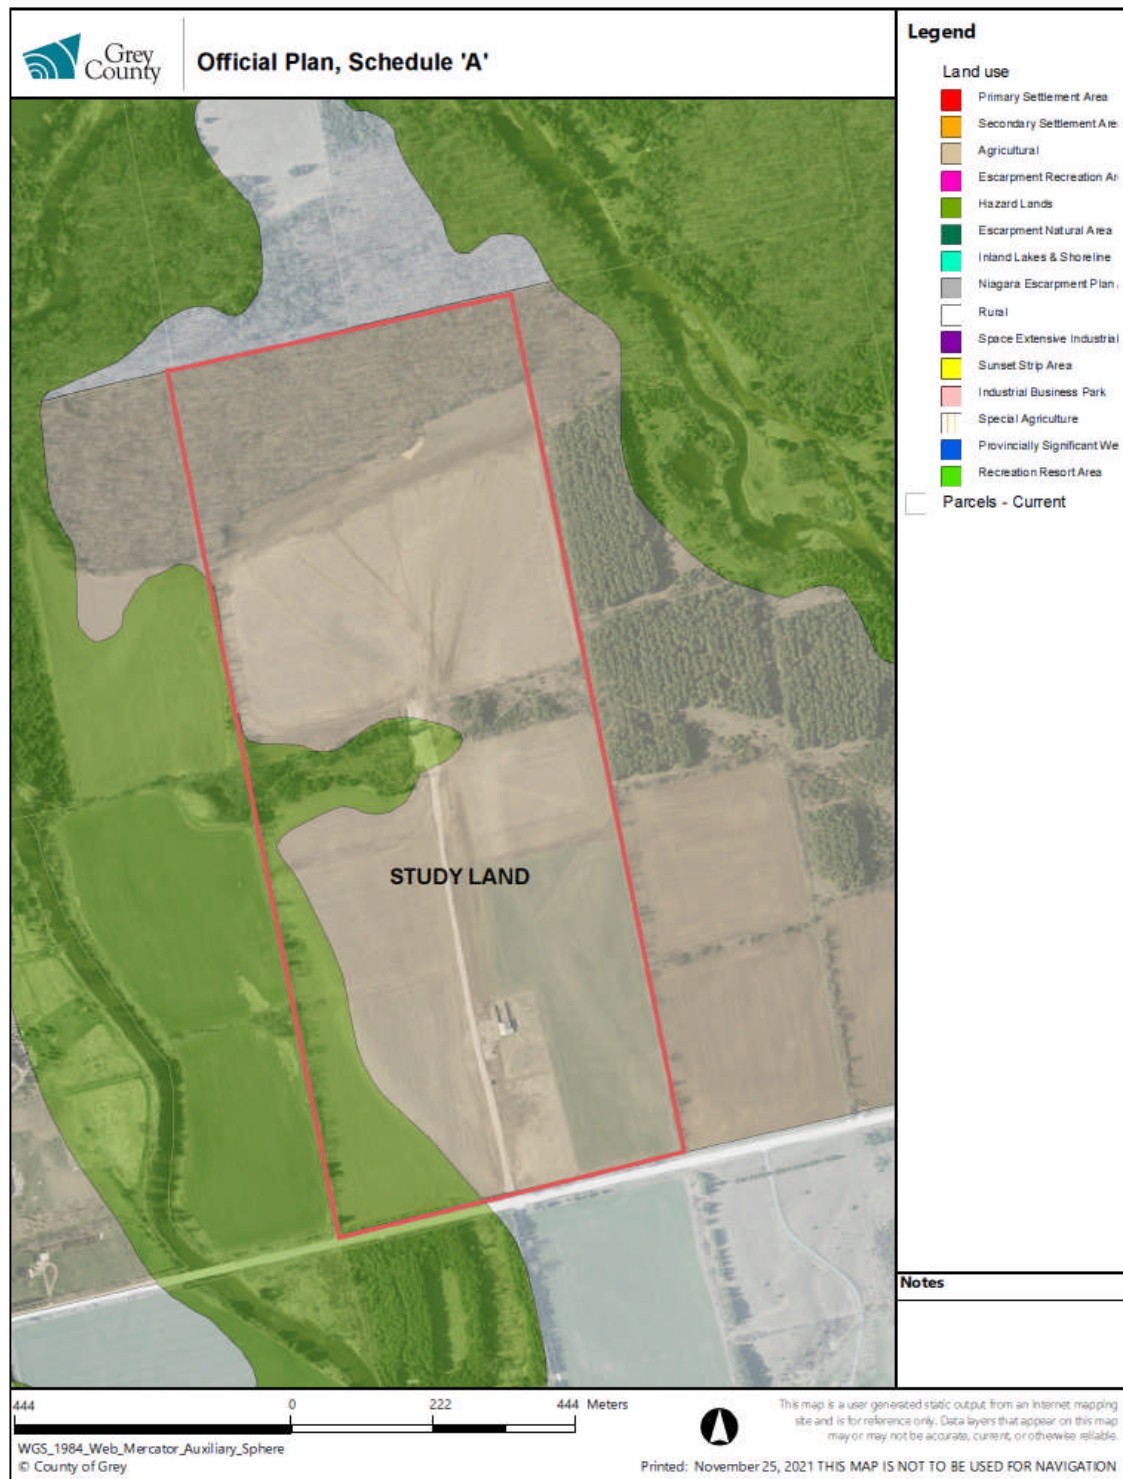 Grey
County
Official Plan, Schedule 'A'
Legend
Land use
Primary Settlement Area
Secondary Settlement Are
Agricultural
Escarpment Recreation Ar
Hazard Lands
Escarpment Natural Area
Inland Lakes & Shoreline
Niagara Escarpment Plan
Rural
Space Extensive Industrial
Sunset Strip Area
Industrial Business Park
Special Agriculture
Provincially Significant We
Recreation Resort Area
Parcels - Current
STUDY LAND
Notes
444 0 222 444 Meters
WGS_1984_Web_Mercator_Auxiliary_Sphere
© County of Grey
This map is a user generated static output from an Internet mapping
site and is for reference only. Data layers that appear on this map
may or may not be accurate, current, or otherwise reliable.
Printed: November 25, 2021 THIS MAP IS NOT TO BE USED FOR NAVIGATION